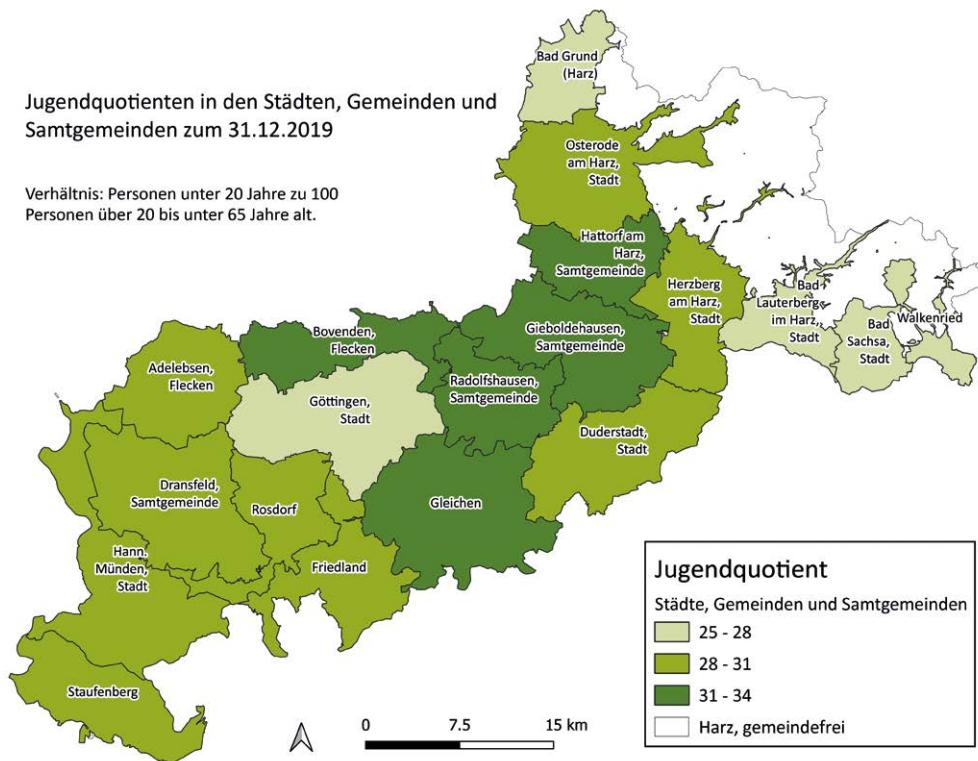 Jugendquotienten in den Städten, Gemeinden und
Samtgemeinden zum 31.12.2019
Verhältnis: Personen unter 20 Jahre zu 100
Personen über 20 bis unter 65 Jahre alt.
Bad Grund
(Harz)
Osterode
am Harz,
Stadt
Hattorf am
Harz,
Samtgemeinde
Herzberg
am Harz,
Stadt
Bad
Lauterberg
im Harz,
Stadt
Bad
Sachsa,
Stadt
Walkenried
Gieboldehausen,
Samtgemeinde
Bovenden,
Flecken
Radolfshausen,
Samtgemeinde
Adelebsen,
Flecken
Göttingen,
Stadt
Duderstadt,
Stadt
Dransfeld,
Samtgemeinde
Rosdorf
Gleichen
Hann.
Münden,
Stadt
Friedland
Staufenberg
0 7.5 15 km
Jugendquotient
Städte, Gemeinden und Samtgemeinden
25 - 28
28 - 31
31 - 34
Harz, gemeindefrei